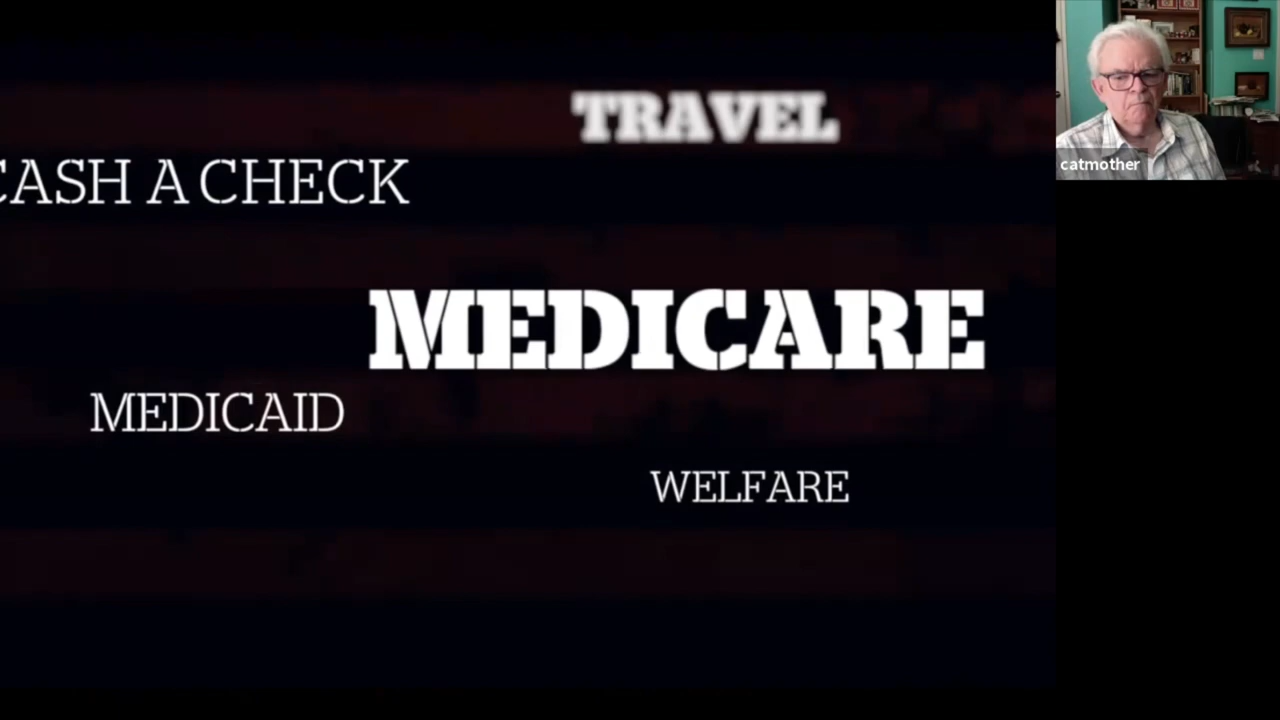 TRAVEL
CASH A CHECK
MEDICARE
MEDICAID
WELFARE
catmother